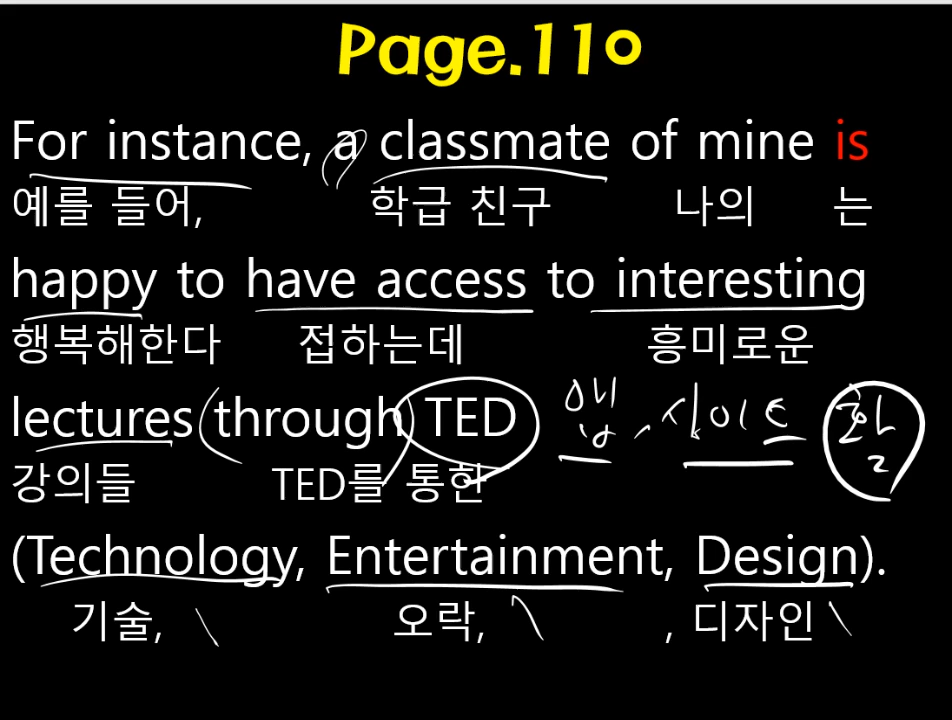 Page.110
For instance, a classmate of mine is
예를 들어, 학급 친구 나의 는
happy to have access to interesting
행복해한다 접하는데 흥미로운
lectures through TED 앱, 사이트
강의들 TED를 통한
(Technology, Entertainment, Design).
기술, 오락, , 디자인